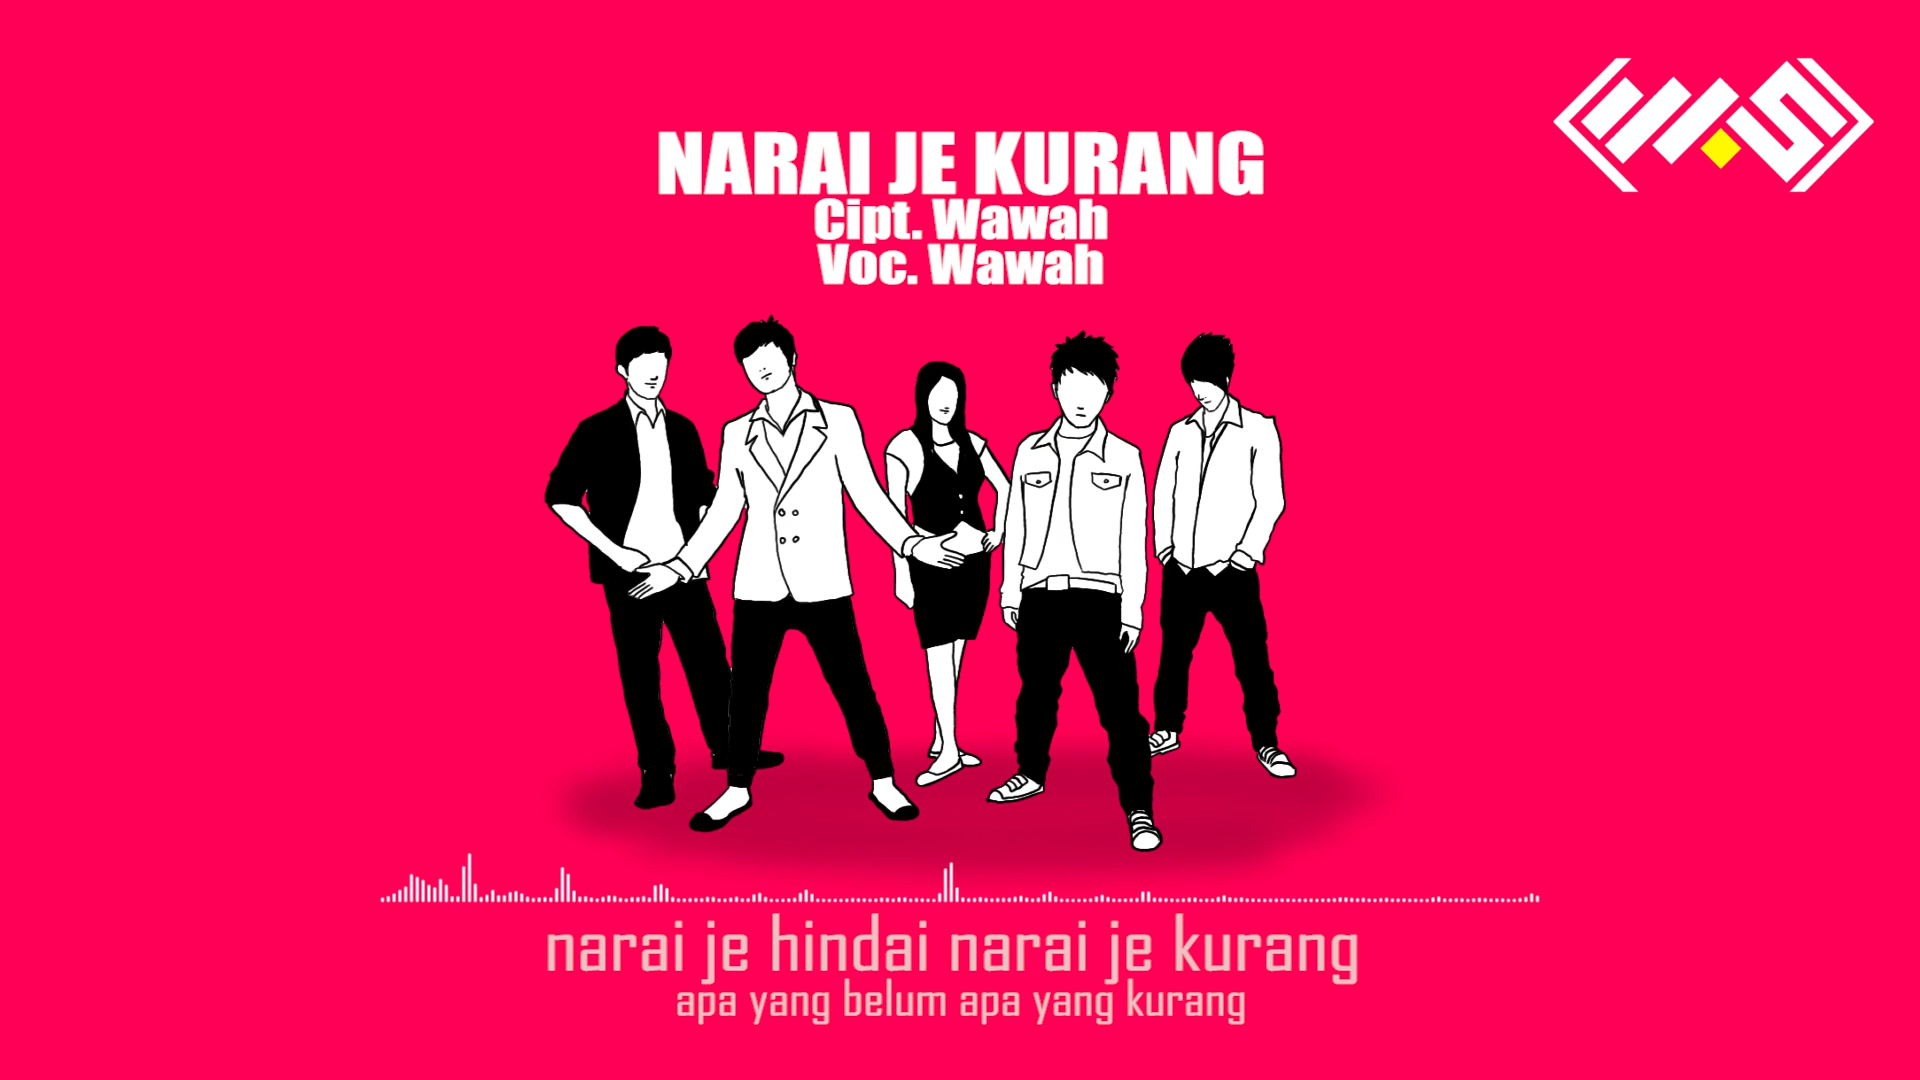 NARAI JE KURANG
Cipt. Wawah
Voc. Wawah
narai je hindai narai je kurang
apa yang belum apa yang kurang